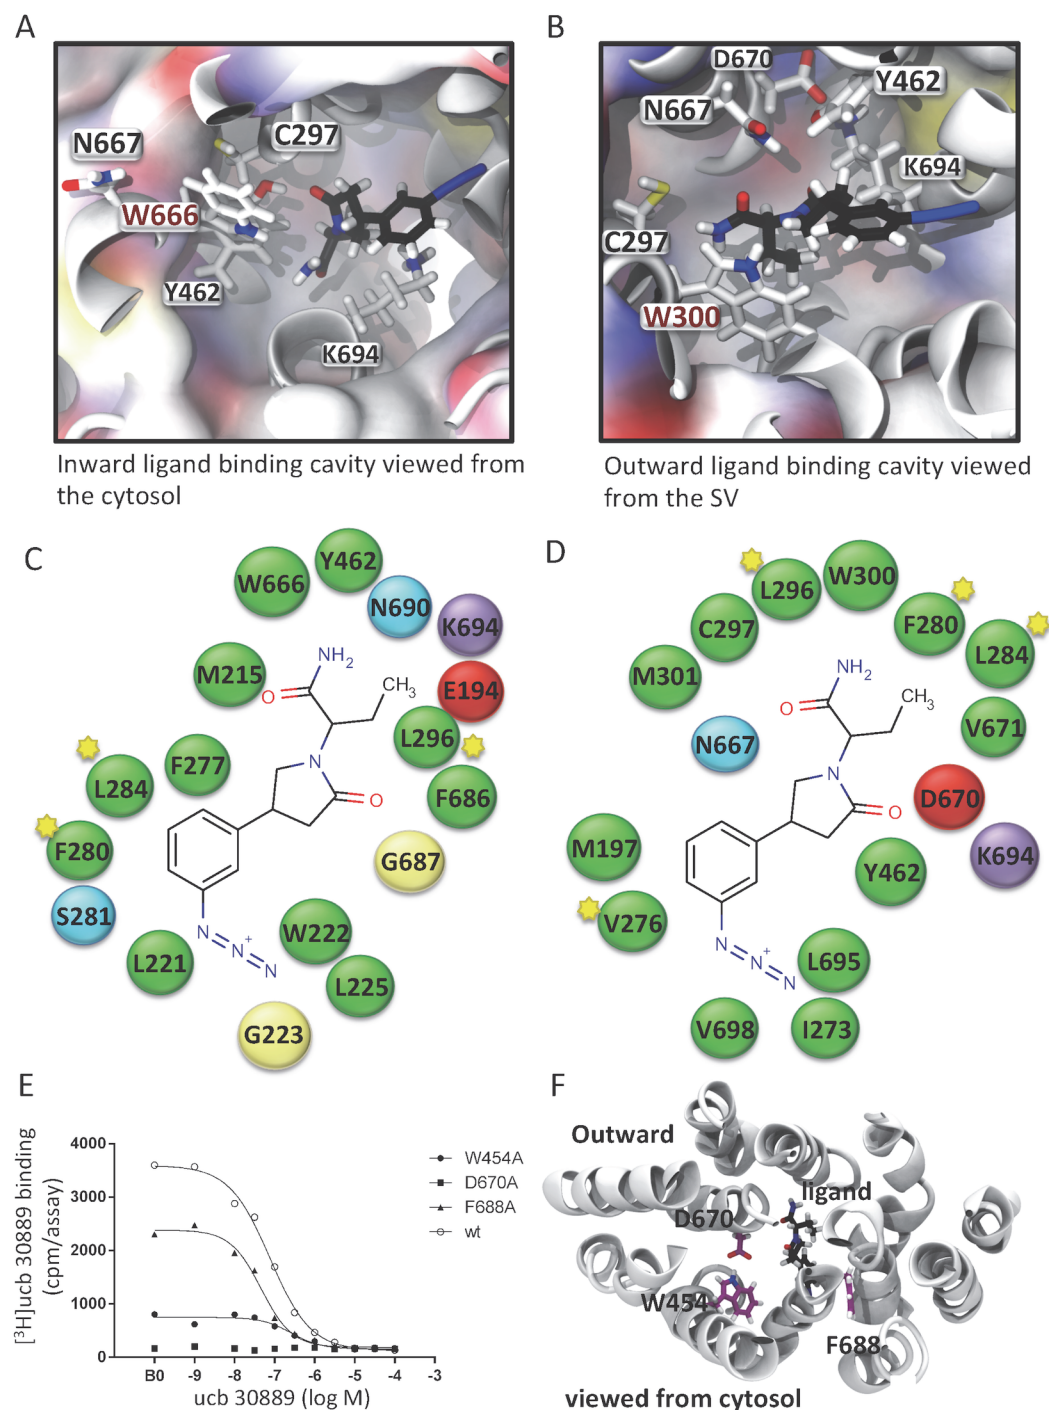 A
B
N667
C297
W666
Y462
K694
D670
Y462
N667
K694
C297
W300
Inward ligand binding cavity viewed from
the cytosol
Outward ligand binding cavity viewed
from the SV
C
Y462
W666
N690
K694
M215
NH2
O
CH3
E194
L296
F277
L284
N
O
F686
F280
G687
S281
W222
L221
N
N
+
N
L225
G223
D
L296
W300
C297
F280
L284
M301
NH2
O
CH3
V671
N667
N
O
D670
M197
Y462
K694
V276
N
N
+
N
L695
V698
I273
E
[3H]ucb 30889 binding
(cpm/assay)
4000
3000
2000
1000
0
B0
-9
-8
-7
-6
-5
-4
-3
ucb 30889 (log M)
W454A
D670A
F688A
wt
F
Outward
ligand
D670
W454
F688
viewed from cytosol